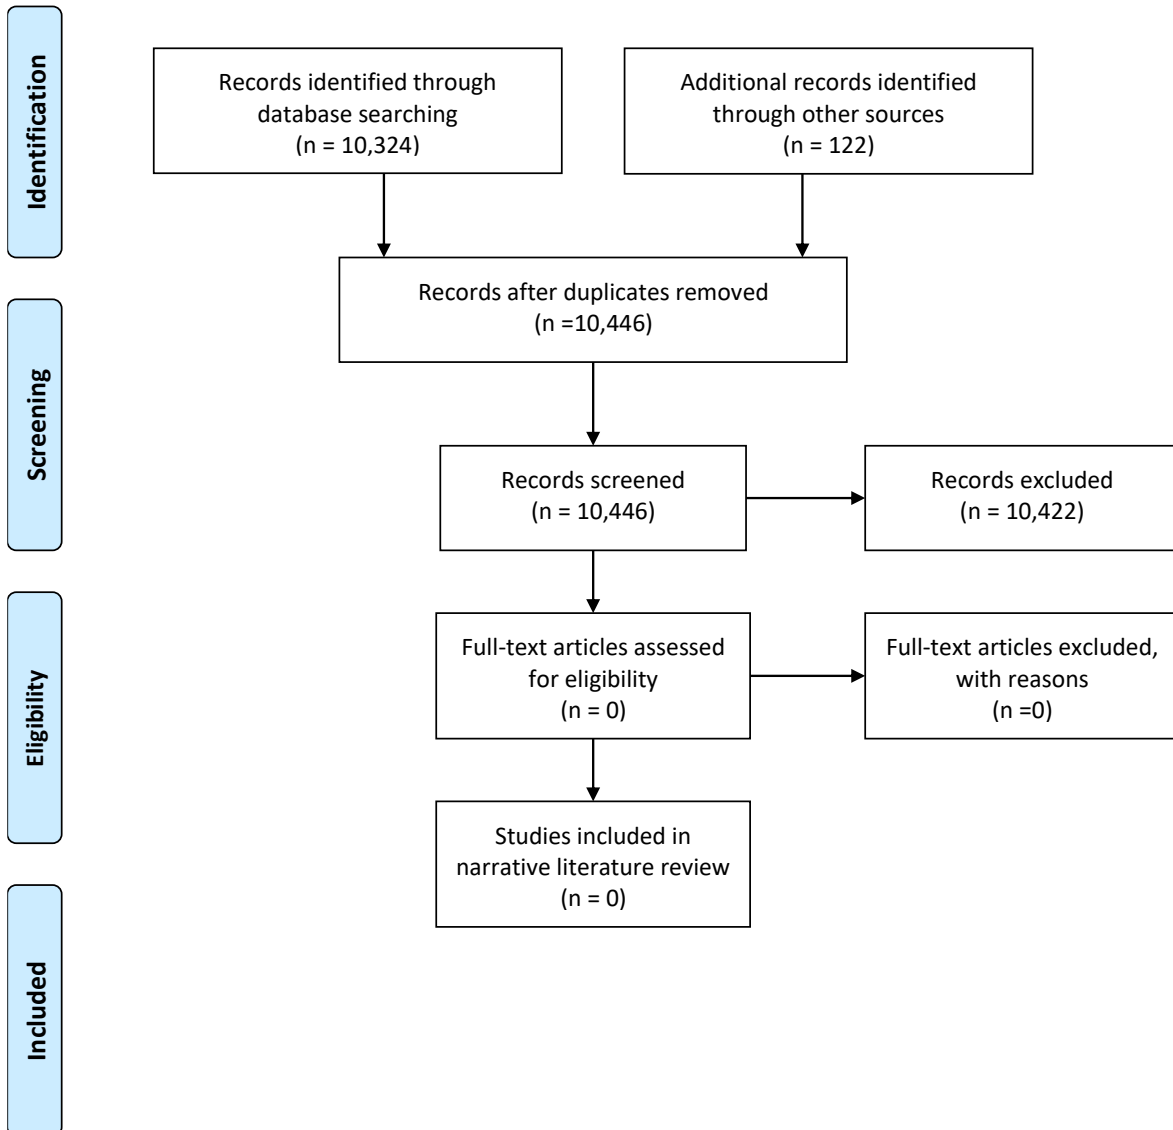 Identification
Records identified through
database searching
(n = 10,324)
Additional records identified
through other sources
(n = 122)
Records after duplicates removed
(n =10,446)
Screening
Records screened
(n = 10,446)
Records excluded
(n = 10,422)
Eligibility
Full-text articles assessed
for eligibility
(n = 0)
Full-text articles excluded,
with reasons
(n =0)
Studies included in
narrative literature review
(n = 0)
Included